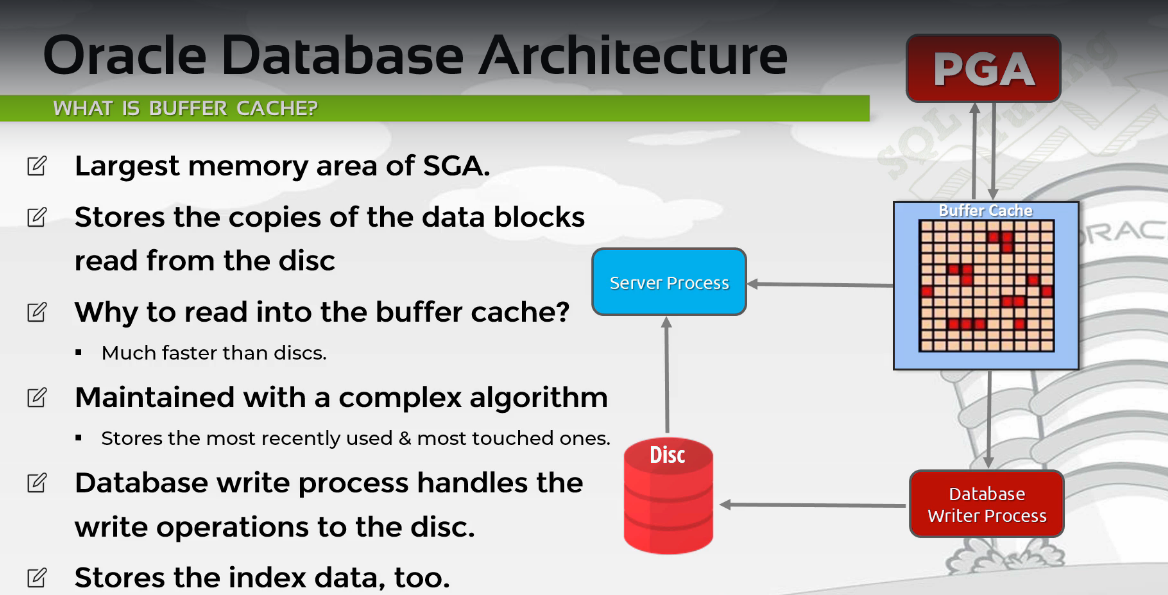 Oracle Database Architecture
WHAT IS BUFFER CACHE?
Largest memory area of SGA.
Stores the copies of the data blocks
read from the disc
Why to read into the buffer cache?
Much faster than discs.
Maintained with a complex algorithm
Stores the most recently used & most touched ones.
Database write process handles the
write operations to the disc.
Stores the index data, too.
PGA
SQL Tuning
Buffer Cache
ORAC
Server Process
Disc
Database
Writer Process